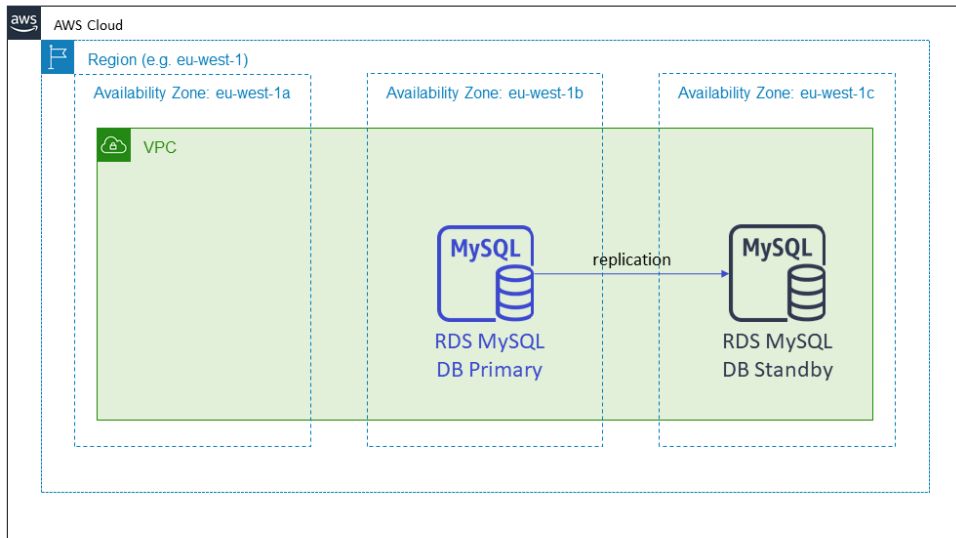 aws
AWS Cloud
Region (e.g. eu-west-1)
Availability Zone: eu-west-1a
Availability Zone: eu-west-1b
Availability Zone: eu-west-1c
VPC
MySQL
replication
MySQL
RDS MySQL
DB Primary
RDS MySQL
DB Standby